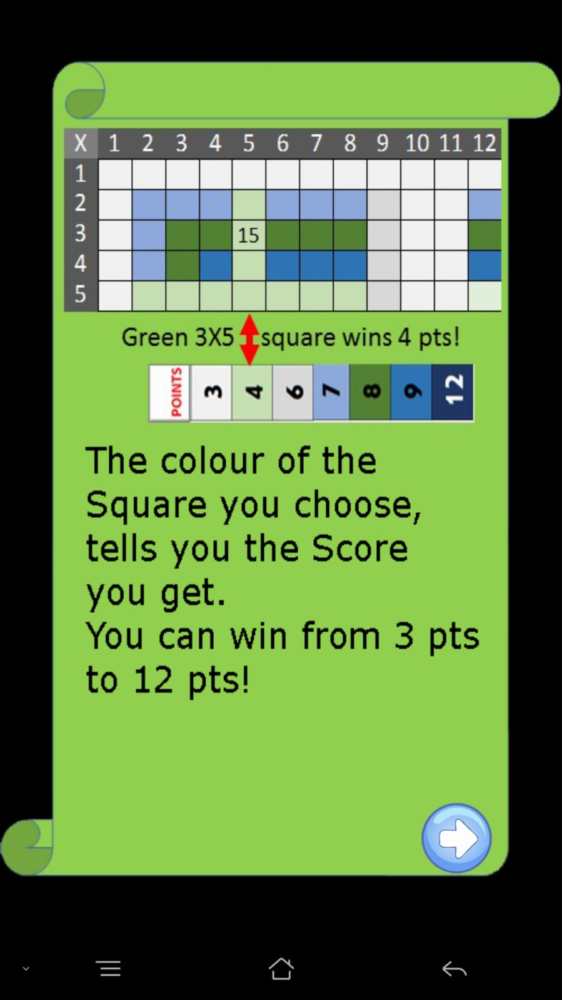 X 1 2 3 4 5 6 7 8 9 10 11 12
1
2
3 15
4
5
Green 3X5 square wins 4 pts!
POINTS 3 4 6 7 8 9 12
The colour of the
Square you choose,
tells you the Score
you get.
You can win from 3 pts
to 12 pts!